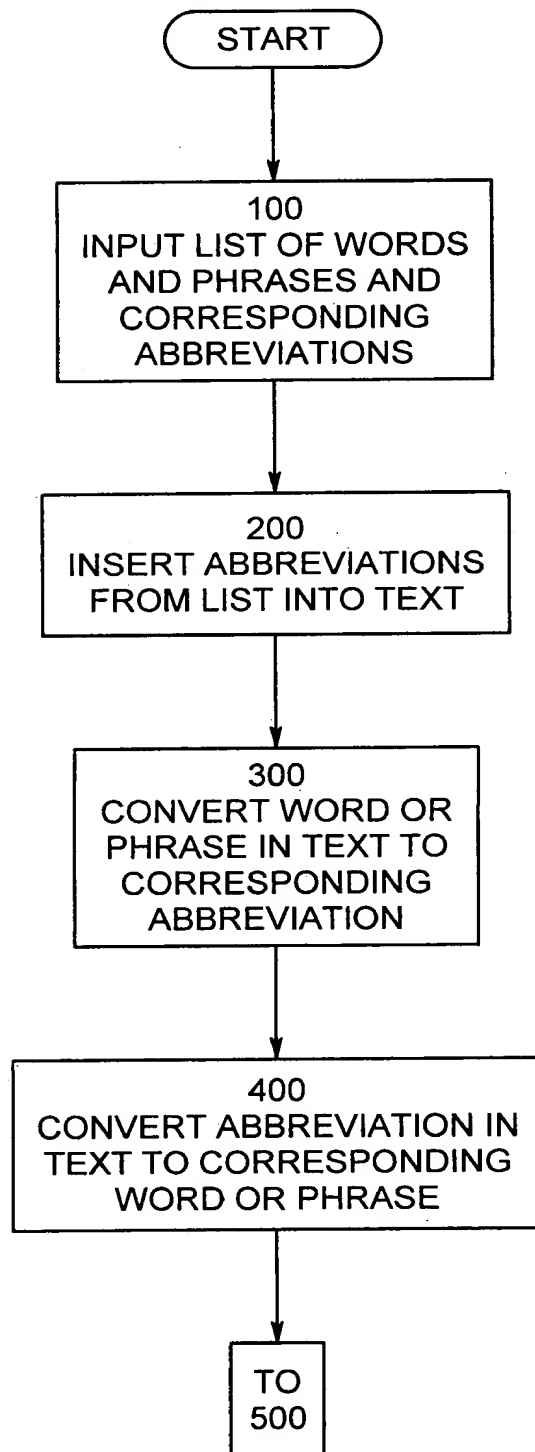 START
100
INPUT LIST OF WORDS
AND PHRASES AND
CORRESPONDING
ABBREVIATIONS
200
INSERT ABBREVIATIONS
FROM LIST INTO TEXT
300
CONVERT WORD OR
PHRASE IN TEXT TO
CORRESPONDING
ABBREVIATION
400
CONVERT ABBREVIATION IN
TEXT TO CORRESPONDING
WORD OR PHRASE
TO
500